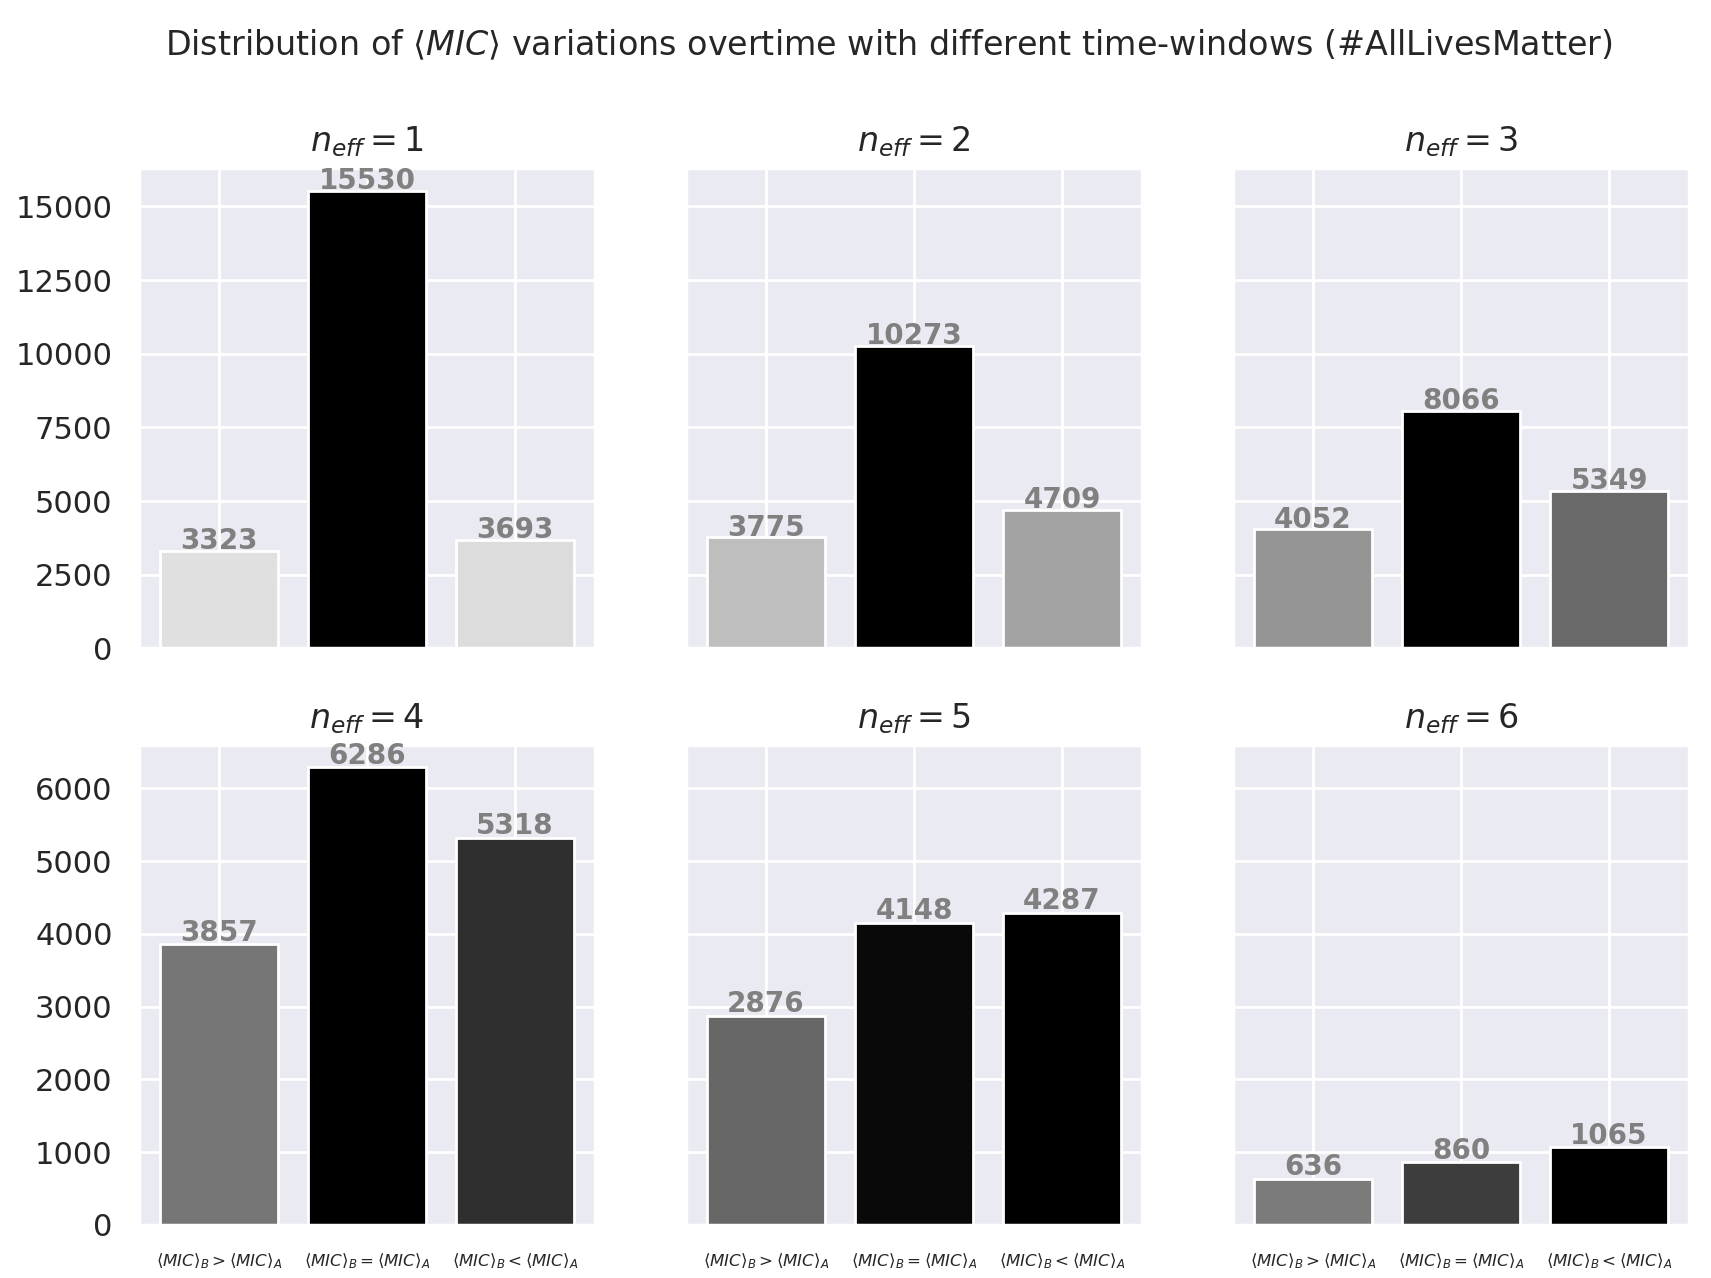 Distribution of ⟨MIC⟩ variations overtime with different time-windows (#AllLivesMatter)
n_eff = 1
n_eff = 2
n_eff = 3
15000
12500
10000
7500
5000
2500
0
3323
15530
3693
3775
10273
4709
4052
8066
5349
n_eff = 4
n_eff = 5
n_eff = 6
6000
5000
4000
3000
2000
1000
0
3857
6286
5318
2876
4148
4287
636
860
1065
⟨MIC⟩_B > ⟨MIC⟩_A
⟨MIC⟩_B = ⟨MIC⟩_A
⟨MIC⟩_B < ⟨MIC⟩_A
⟨MIC⟩_B > ⟨MIC⟩_A
⟨MIC⟩_B = ⟨MIC⟩_A
⟨MIC⟩_B < ⟨MIC⟩_A
⟨MIC⟩_B > ⟨MIC⟩_A
⟨MIC⟩_B = ⟨MIC⟩_A
⟨MIC⟩_B < ⟨MIC⟩_A